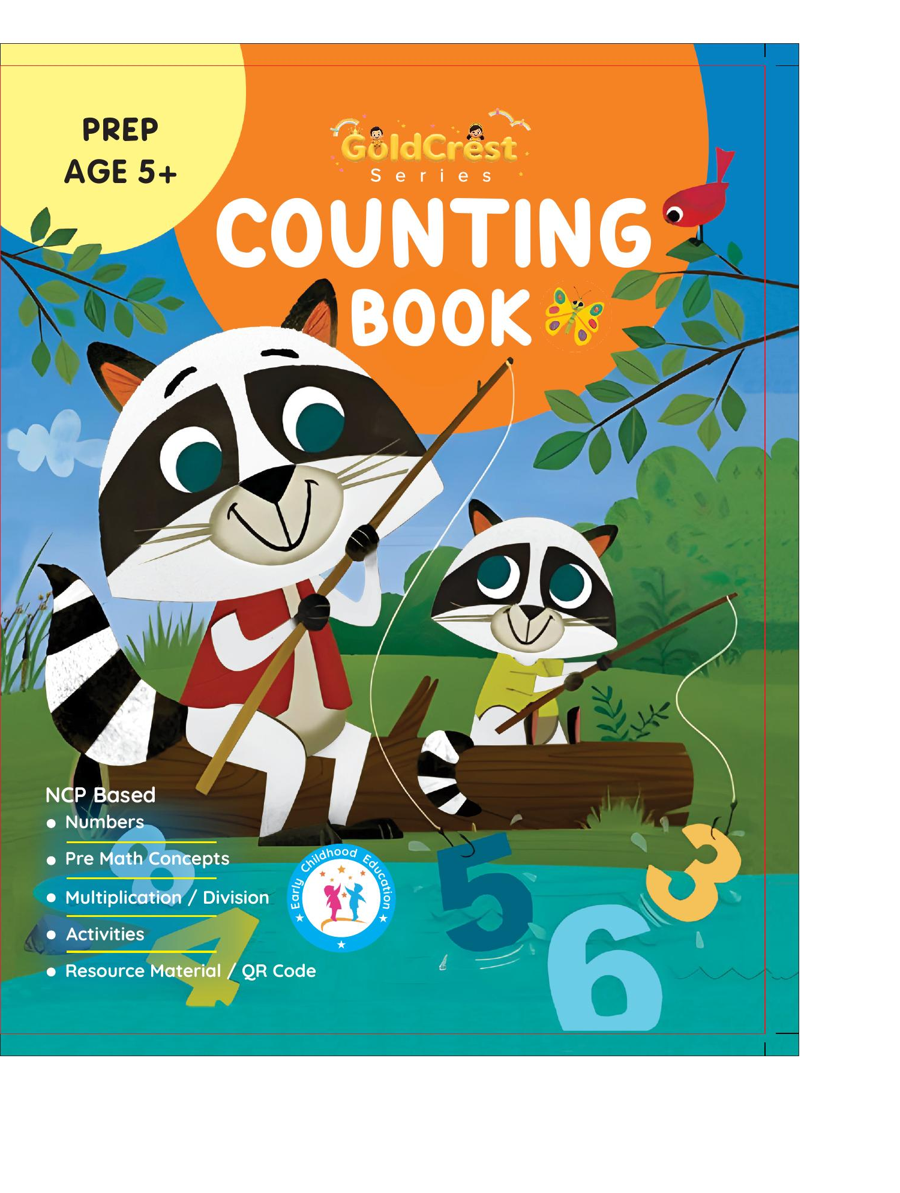 PREP
AGE 5+
GoldCrest
Series
COUNTING
BOOK
NCP Based
● Numbers
● Pre Math Concepts
● Multiplication / Division
● Activities
● Resource Material / QR Code
Early Childhood Education
8
4
5
3
6